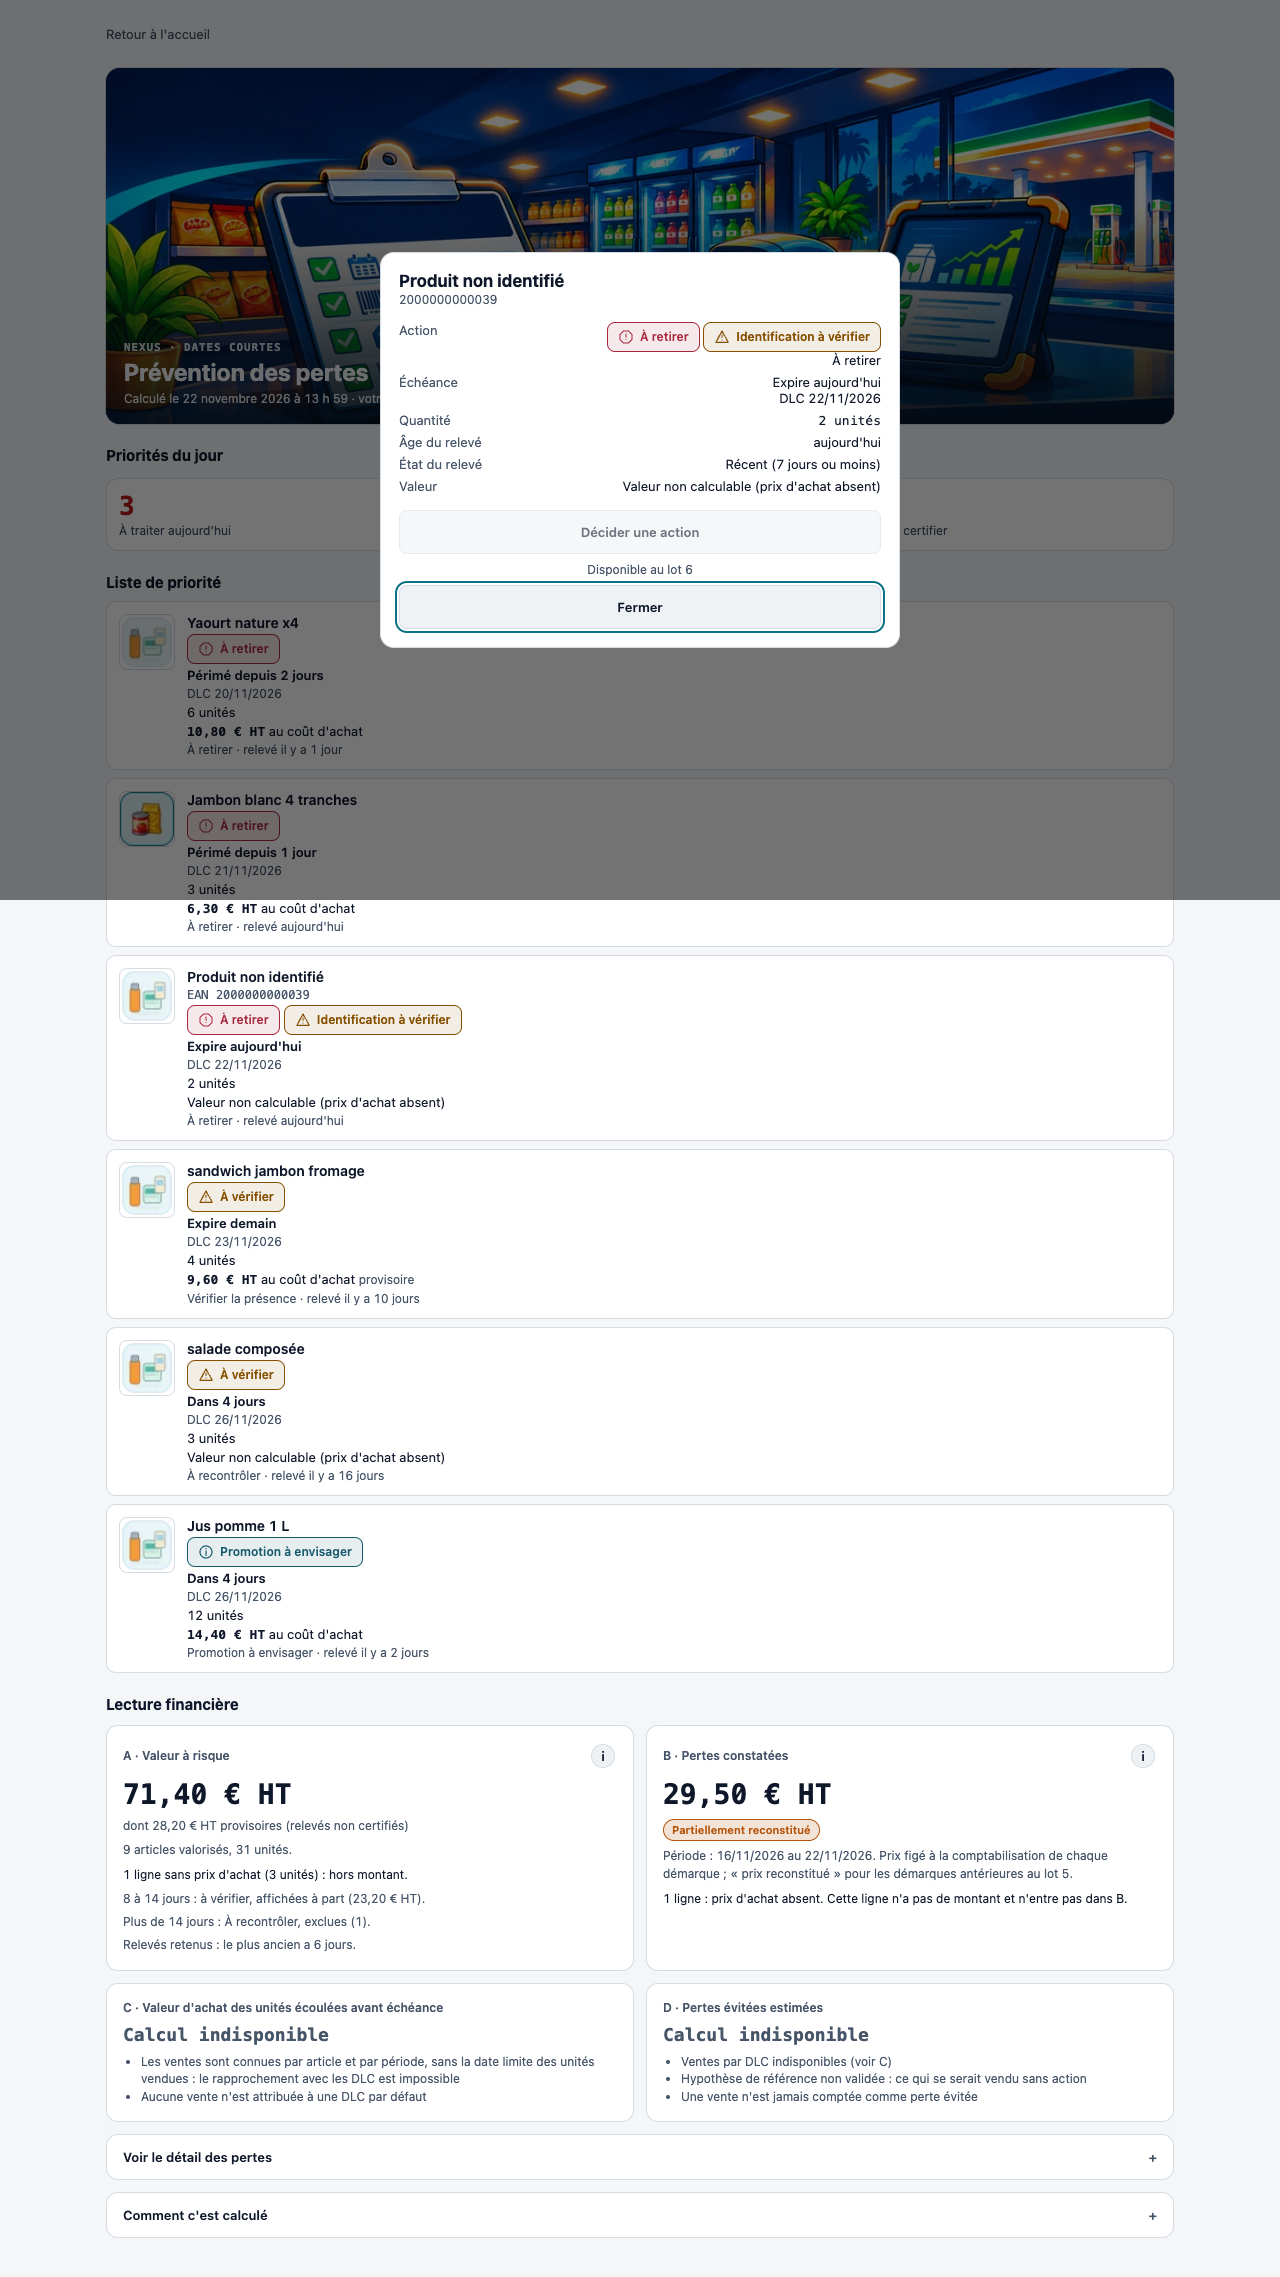 Retour à l'accueil
NEXUS · DATES COURTES
Prévention des pertes
Calculé le 22 novembre 2026 à 13 h 59 · votr
Produit non identifié
2000000000039
Action
À retirer
Identification à vérifier
À retirer
Échéance
Expire aujourd'hui
DLC 22/11/2026
Quantité
2 unités
Âge du relevé
aujourd'hui
État du relevé
Récent (7 jours ou moins)
Valeur
Valeur non calculable (prix d'achat absent)
Décider une action
Disponible au lot 6
Fermer
Priorités du jour
3
À traiter aujourd'hui
certifier
Liste de priorité
Yaourt nature x4
À retirer
Périmé depuis 2 jours
DLC 20/11/2026
6 unités
10,80 € HT au coût d'achat
À retirer · relevé il y a 1 jour
Jambon blanc 4 tranches
À retirer
Périmé depuis 1 jour
DLC 21/11/2026
3 unités
6,30 € HT au coût d'achat
À retirer · relevé aujourd'hui
Produit non identifié
EAN 2000000000039
À retirer
Identification à vérifier
Expire aujourd'hui
DLC 22/11/2026
2 unités
Valeur non calculable (prix d'achat absent)
À retirer · relevé aujourd'hui
sandwich jambon fromage
À vérifier
Expire demain
DLC 23/11/2026
4 unités
9,60 € HT au coût d'achat provisoire
Vérifier la présence · relevé il y a 10 jours
salade composée
À vérifier
Dans 4 jours
DLC 26/11/2026
3 unités
Valeur non calculable (prix d'achat absent)
À recontrôler · relevé il y a 16 jours
Jus pomme 1 L
Promotion à envisager
Dans 4 jours
DLC 26/11/2026
12 unités
14,40 € HT au coût d'achat
Promotion à envisager · relevé il y a 2 jours
Lecture financière
A · Valeur à risque
i
71,40 € HT
dont 28,20 € HT provisoires (relevés non certifiés)
9 articles valorisés, 31 unités.
1 ligne sans prix d'achat (3 unités) : hors montant.
8 à 14 jours : à vérifier, affichées à part (23,20 € HT).
Plus de 14 jours : À recontrôler, exclues (1).
Relevés retenus : le plus ancien a 6 jours.
B · Pertes constatées
i
29,50 € HT
Partiellement reconstitué
Période : 16/11/2026 au 22/11/2026. Prix figé à la comptabilisation de chaque
démarque ; « prix reconstitué » pour les démarques antérieures au lot 5.
1 ligne : prix d'achat absent. Cette ligne n'a pas de montant et n'entre pas dans B.
C · Valeur d'achat des unités écoulées avant échéance
Calcul indisponible
• Les ventes sont connues par article et par période, sans la date limite des unités
vendues : le rapprochement avec les DLC est impossible
• Aucune vente n'est attribuée à une DLC par défaut
D · Pertes évitées estimées
Calcul indisponible
• Ventes par DLC indisponibles (voir C)
• Hypothèse de référence non validée : ce qui se serait vendu sans action
• Une vente n'est jamais comptée comme perte évitée
Voir le détail des pertes
+
Comment c'est calculé
+